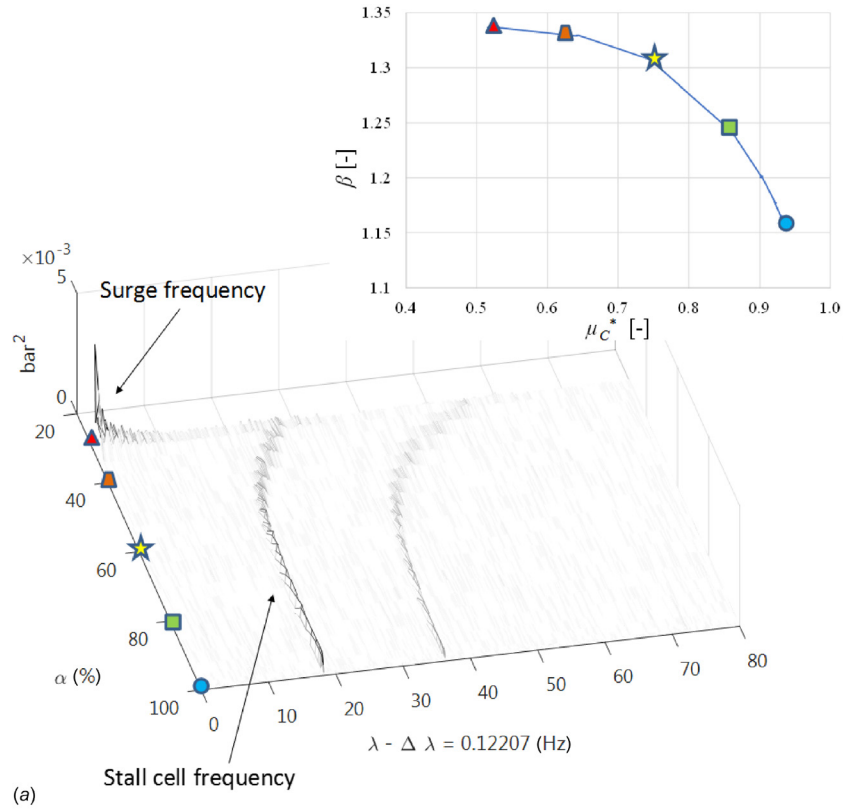 1.35
1.3
1.25
1.2
1.15
1.1
β [-]
0.4 0.5 0.6 0.7 0.8 0.9 1.0
μC* [-]
×10⁻³
5
0
bar²
Surge frequency
20
40
60
80
100
α (%)
0 10 20 30 40 50 60 70 80
λ - Δ λ = 0.12207 (Hz)
Stall cell frequency
(a)